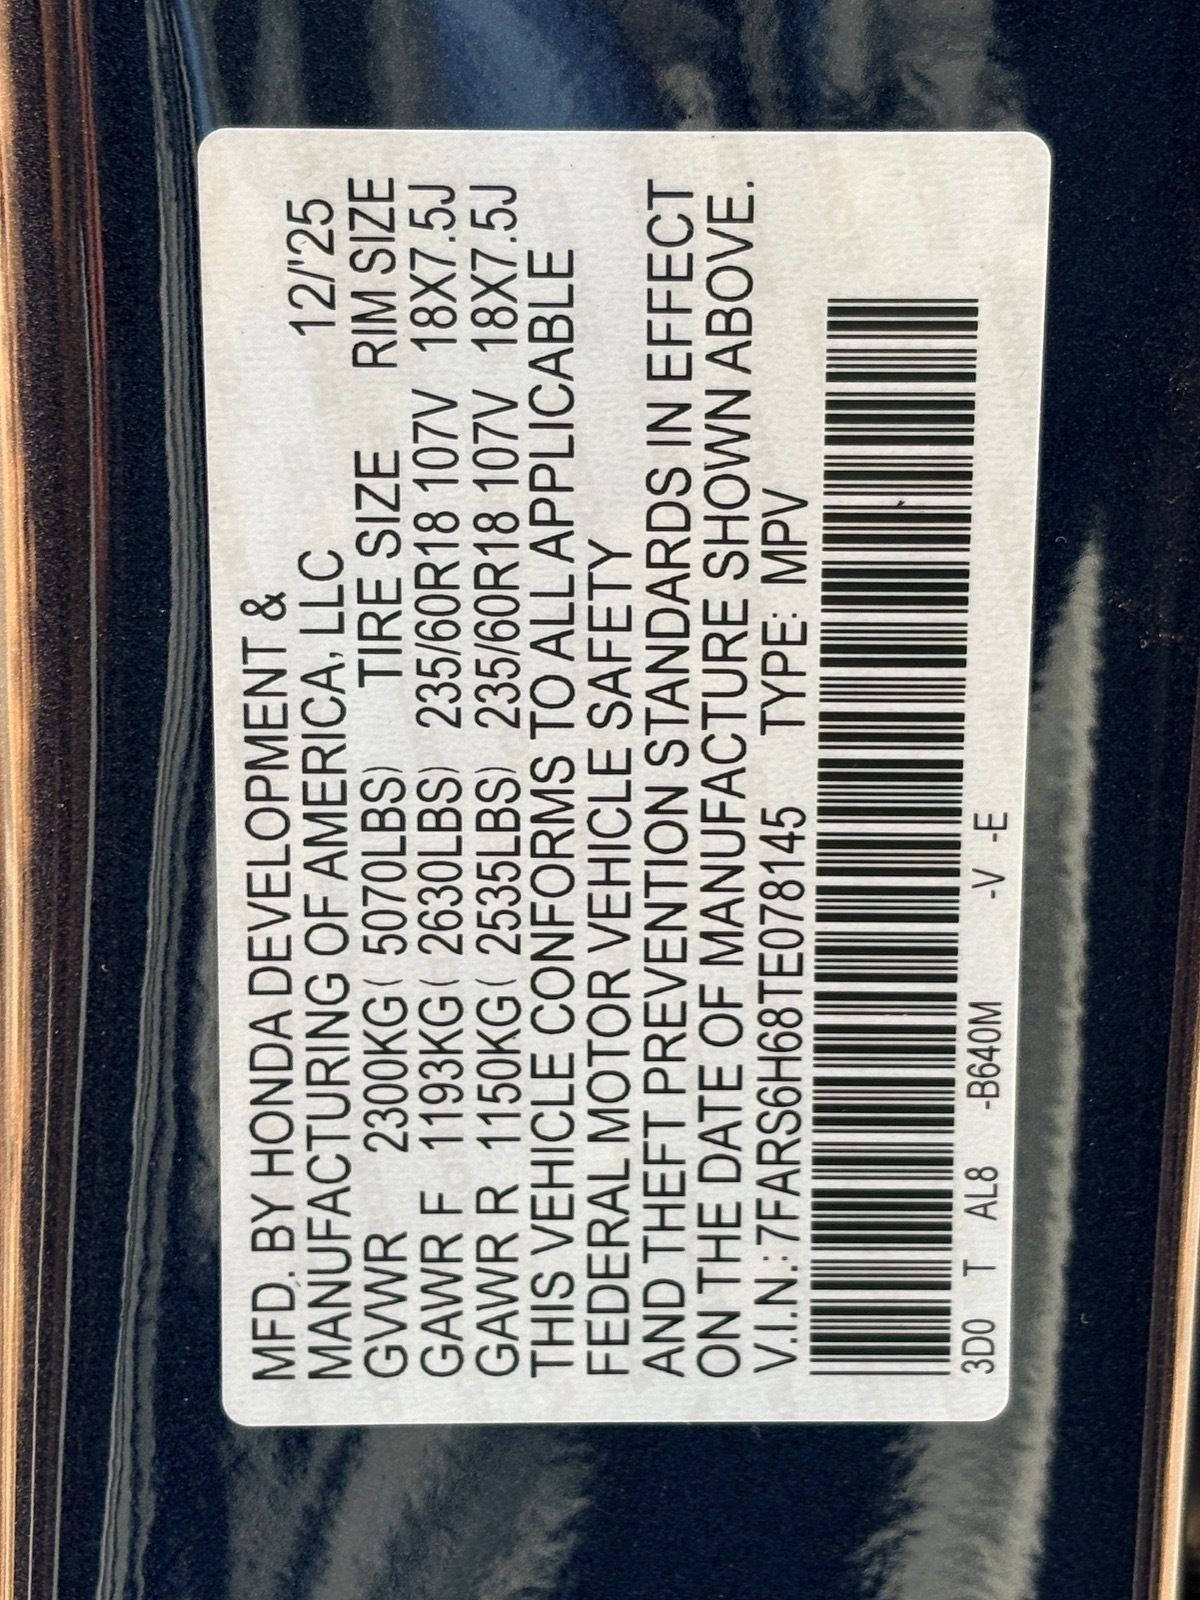 MFD. BY HONDA DEVELOPMENT &
MANUFACTURING OF AMERICA, LLC 12/'25
GVWR 2300KG ( 5070LBS) TIRE SIZE RIM SIZE
GAWR F 1193KG ( 2630LBS) 235/60R18 107V 18X7.5J
GAWR R 1150KG ( 2535LBS) 235/60R18 107V 18X7.5J
THIS VEHICLE CONFORMS TO ALL APPLICABLE
FEDERAL MOTOR VEHICLE SAFETY
AND THEFT PREVENTION STANDARDS IN EFFECT
ON THE DATE OF MANUFACTURE SHOWN ABOVE.
V.I.N.: 7FARS6H68TE078145 TYPE: MPV
3D0 T AL8 -B640M -V -E